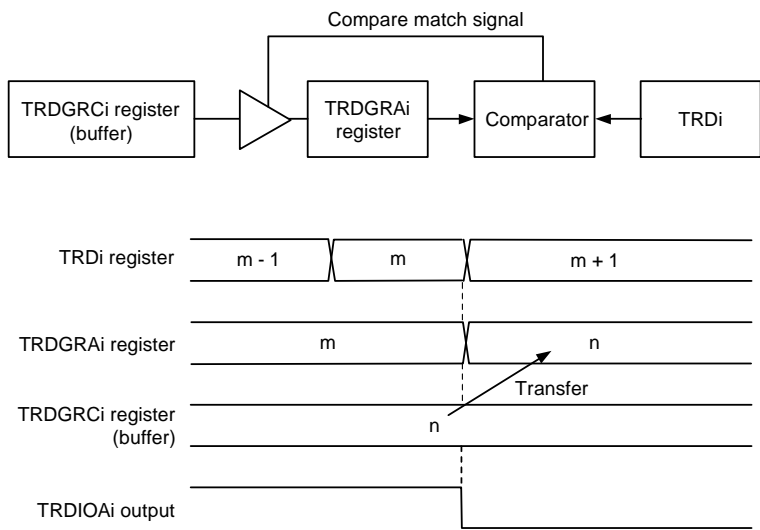 Compare match signal
TRDGRCi register
(buffer)
TRDGRAi
register
Comparator
TRDi
TRDi register
m - 1
m
m + 1
TRDGRAi register
m
n
Transfer
TRDGRCi register
(buffer)
n
TRDIOAi output